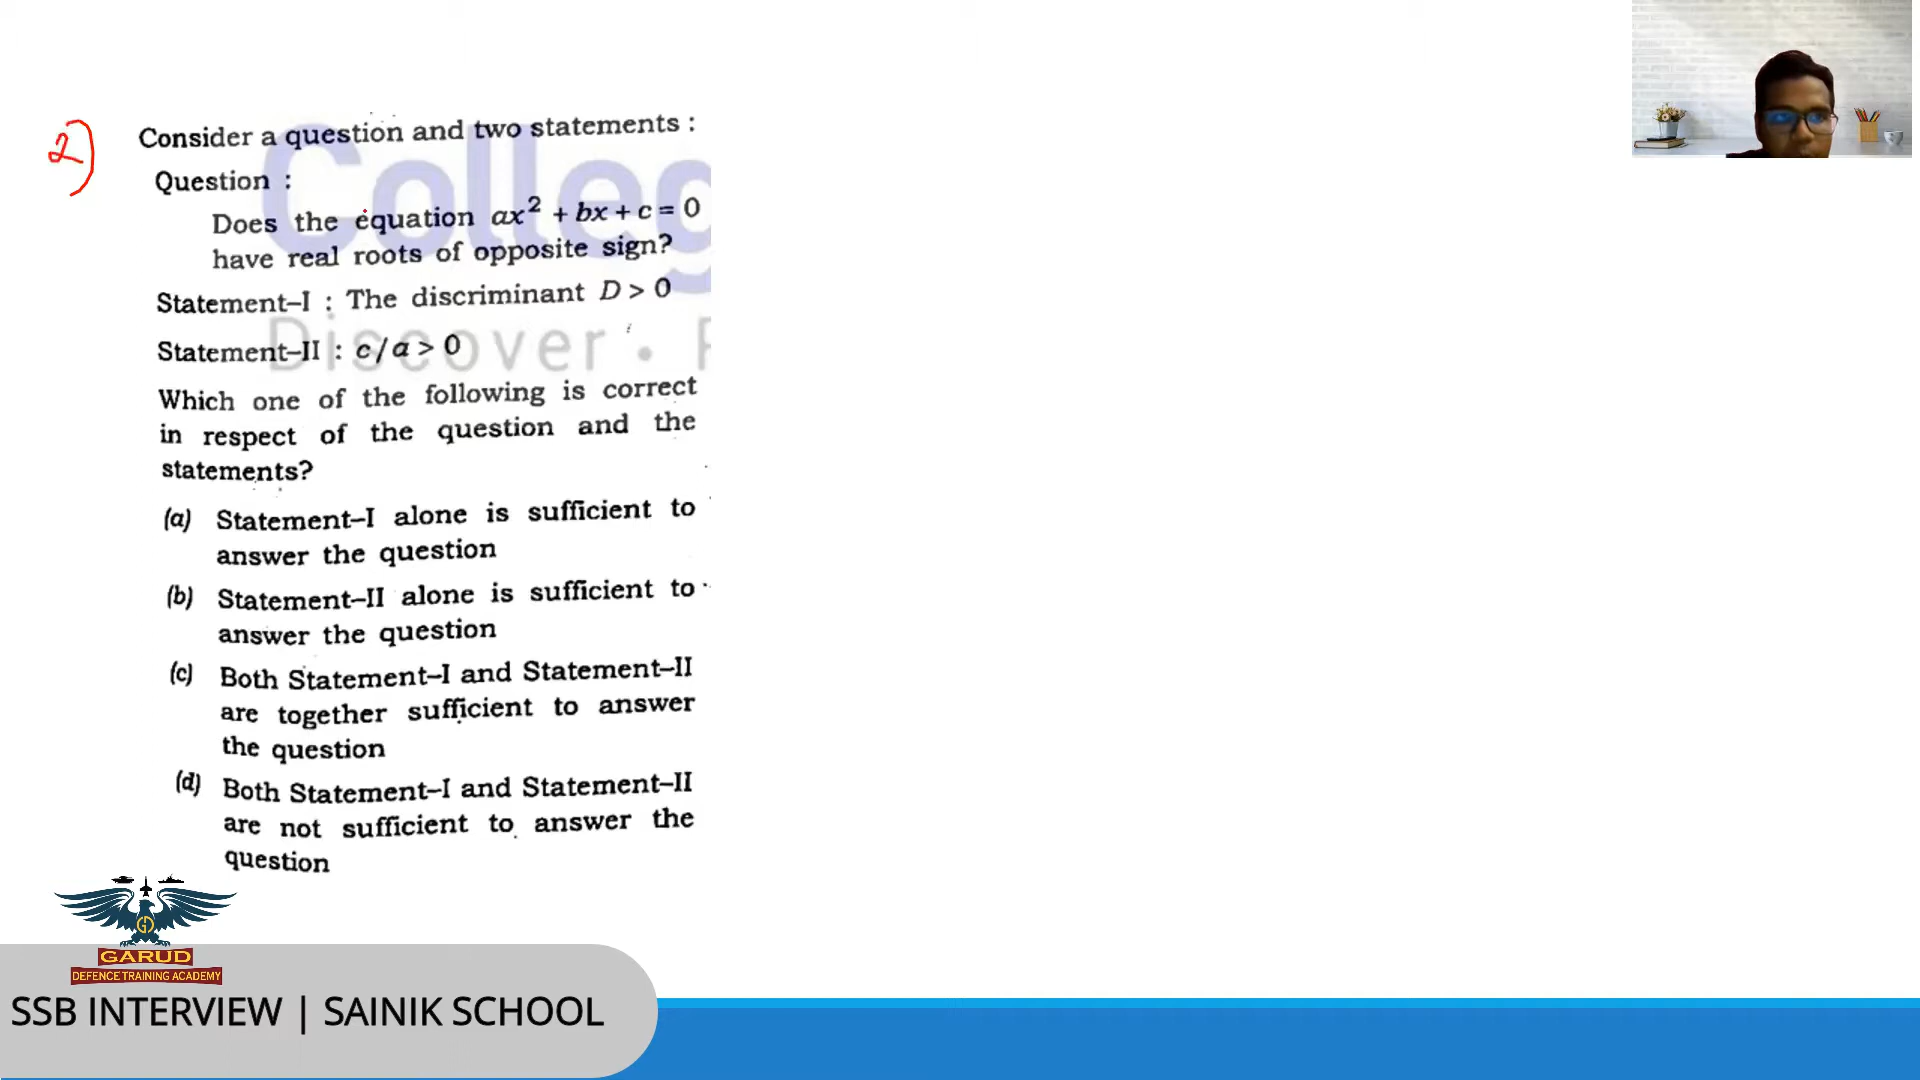 2)
Consider a question and two statements :
Question :
Does the equation ax² + bx + c = 0
have real roots of opposite sign?
Statement–I : The discriminant D > 0
Statement–II : c/a > 0
Which one of the following is correct
in respect of the question and the
statements?
(a) Statement–I alone is sufficient to
answer the question
(b) Statement–II alone is sufficient to
answer the question
(c) Both Statement–I and Statement–II
are together sufficient to answer
the question
(d) Both Statement–I and Statement–II
are not sufficient to answer the
question
Colleg
Discover
GARUD
DEFENCE TRAINING ACADEMY
SSB INTERVIEW | SAINIK SCHOOL